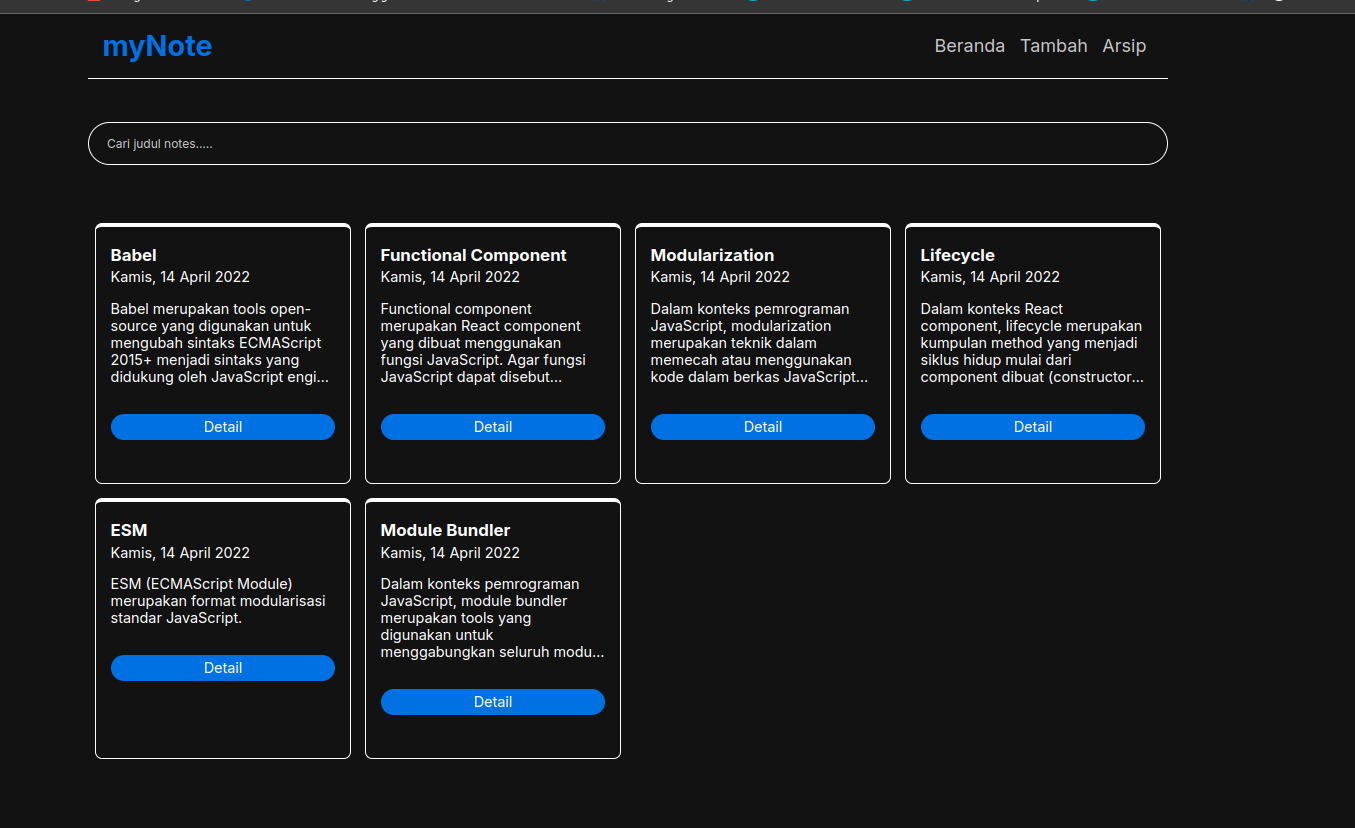 myNote
Beranda Tambah Arsip
Cari judul notes.....
Babel
Kamis, 14 April 2022
Babel merupakan tools open-
source yang digunakan untuk
mengubah sintaks ECMAScript
2015+ menjadi sintaks yang
didukung oleh JavaScript engi...
Detail
Functional Component
Kamis, 14 April 2022
Functional component
merupakan React component
yang dibuat menggunakan
fungsi JavaScript. Agar fungsi
JavaScript dapat disebut...
Detail
Modularization
Kamis, 14 April 2022
Dalam konteks pemrograman
JavaScript, modularization
merupakan teknik dalam
memecah atau menggunakan
kode dalam berkas JavaScript...
Detail
Lifecycle
Kamis, 14 April 2022
Dalam konteks React
component, lifecycle merupakan
kumpulan method yang menjadi
siklus hidup mulai dari
component dibuat (constructor...
Detail
ESM
Kamis, 14 April 2022
ESM (ECMAScript Module)
merupakan format modularisasi
standar JavaScript.
Detail
Module Bundler
Kamis, 14 April 2022
Dalam konteks pemrograman
JavaScript, module bundler
merupakan tools yang
digunakan untuk
menggabungkan seluruh modu...
Detail